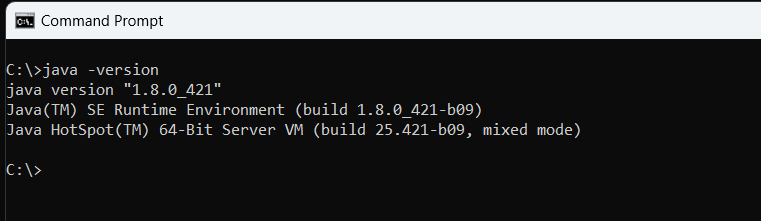 Command Prompt
C:\>java -version
java version "1.8.0_421"
Java(TM) SE Runtime Environment (build 1.8.0_421-b09)
Java HotSpot(TM) 64-Bit Server VM (build 25.421-b09, mixed mode)
C:\>